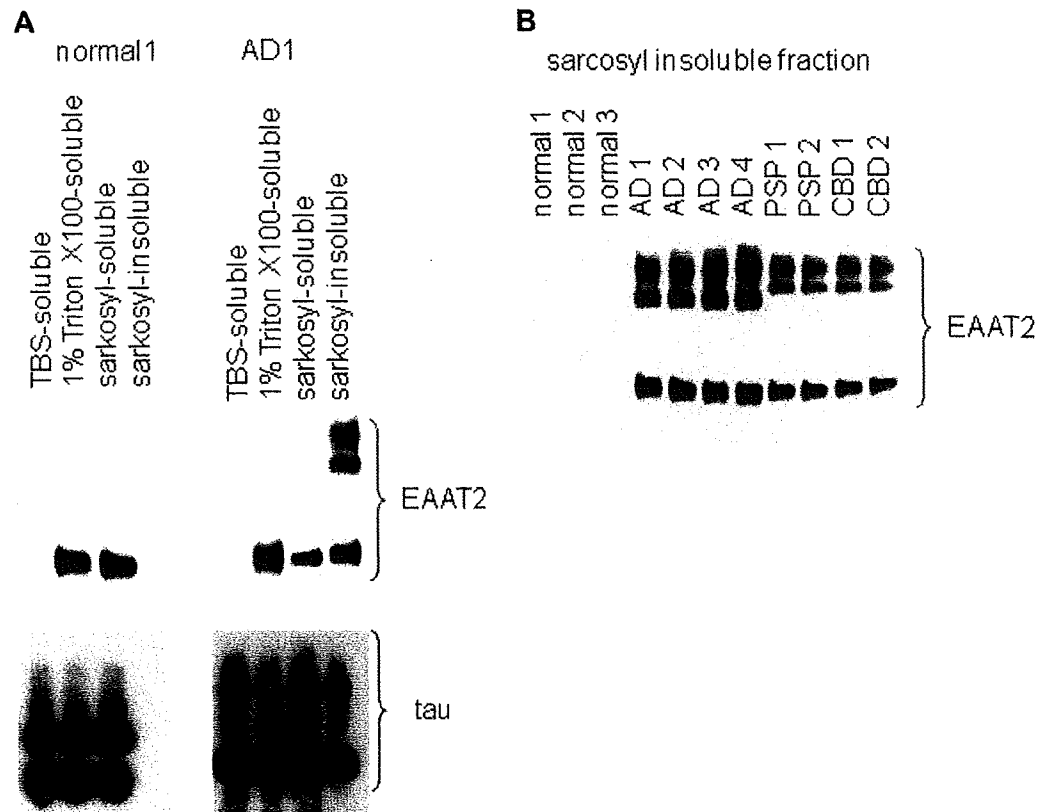 A
normal1
AD1
TBS-soluble
1% Triton X100-soluble
sarkosyl-soluble
sarkosyl-insoluble
TBS-soluble
1% Triton X100-soluble
sarkosyl-soluble
sarkosyl-insoluble
EAAT2
tau
B
sarcosyl insoluble fraction
normal 1
normal 2
normal 3
AD 1
AD 2
AD 3
AD 4
PSP 1
PSP 2
CBD 1
CBD 2
EAAT2